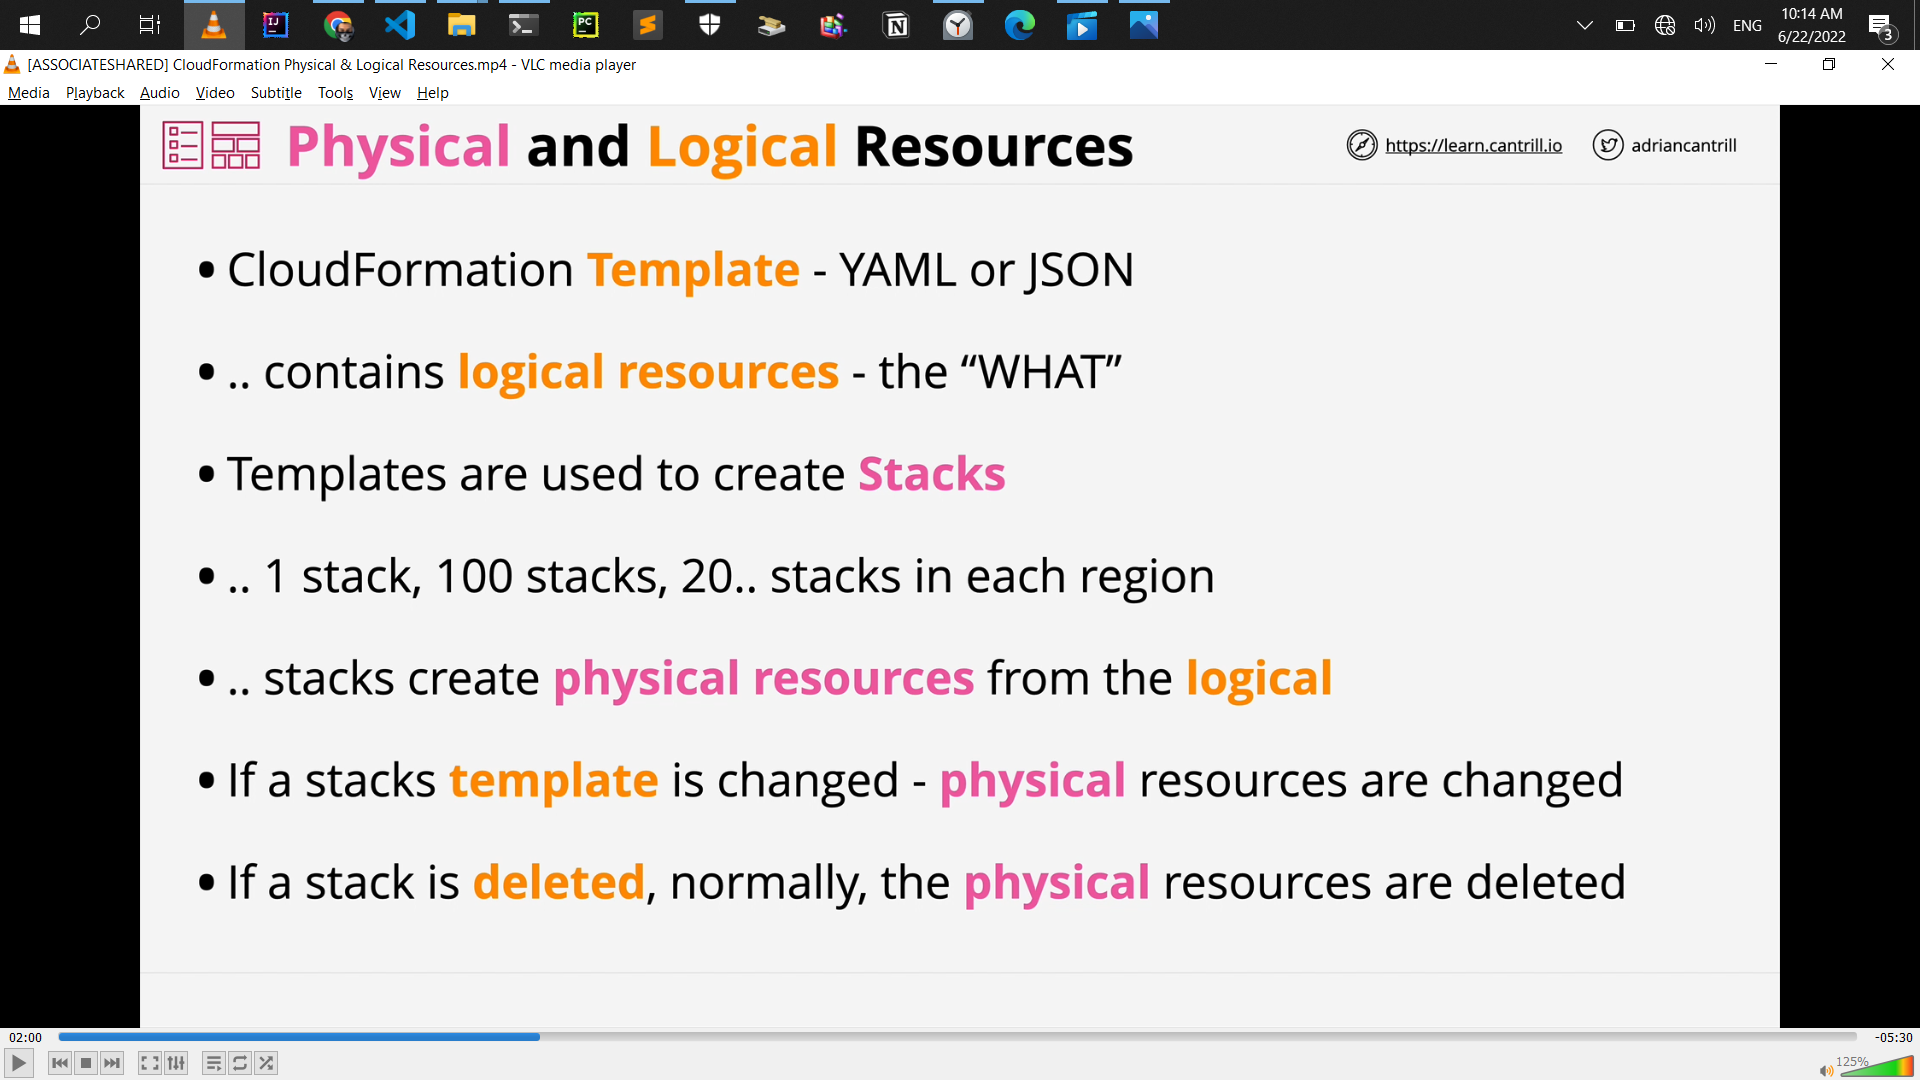 10:14 AM
ENG
6/22/2022
3
[ASSOCIATESHARED] CloudFormation Physical & Logical Resources.mp4 - VLC media player
Media Playback Audio Video Subtitle Tools View Help
Physical and Logical Resources
https://learn.cantrill.io
adriancantrill
• CloudFormation Template - YAML or JSON
• .. contains logical resources - the “WHAT”
• Templates are used to create Stacks
• .. 1 stack, 100 stacks, 20.. stacks in each region
• .. stacks create physical resources from the logical
• If a stacks template is changed - physical resources are changed
• If a stack is deleted, normally, the physical resources are deleted
02:00
-05:30
125%